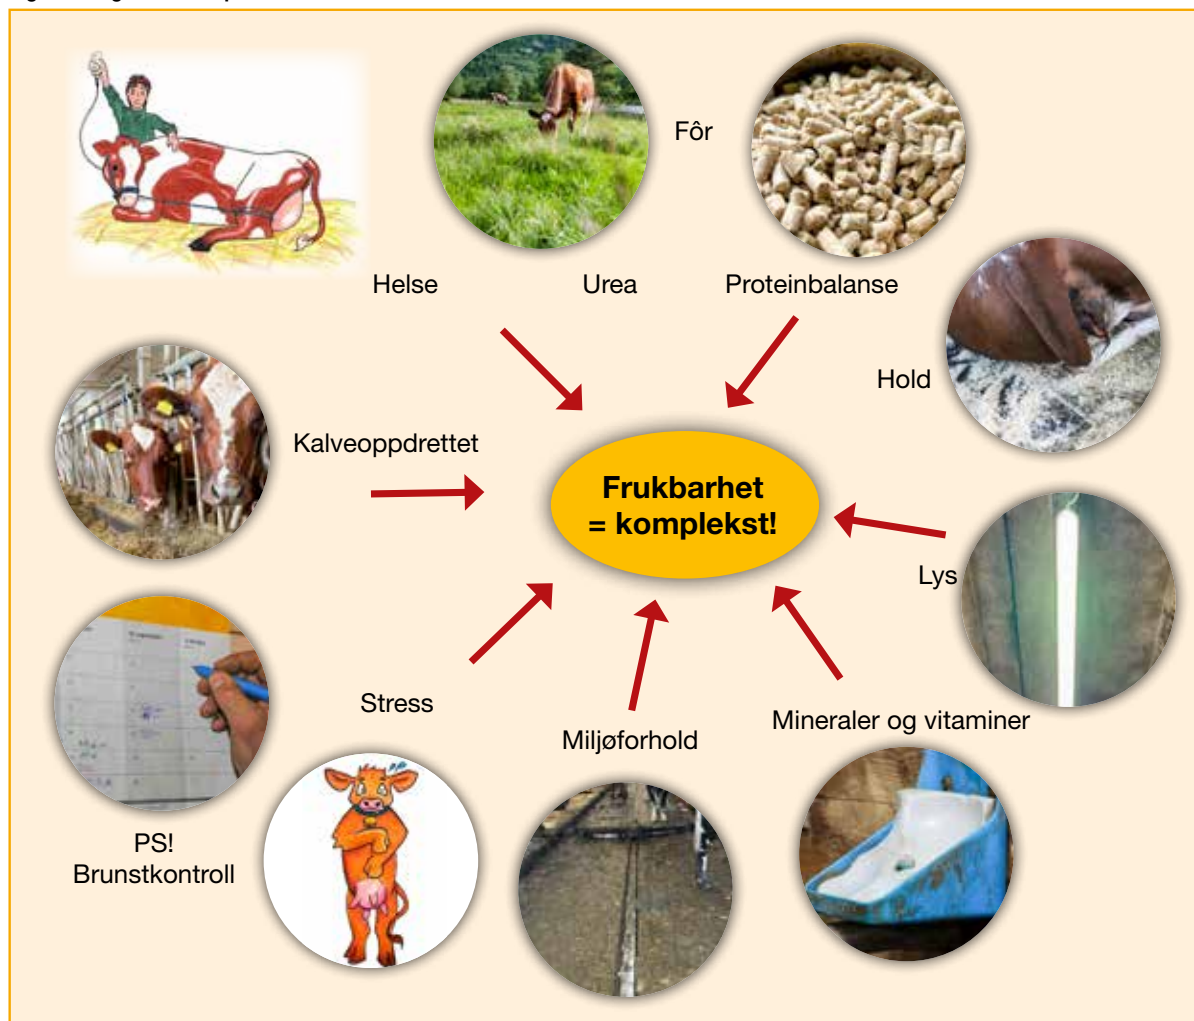 Fôr
Helse
Urea
Proteinbalanse
Hold
Kalveoppdrettet
Frukbarhet
= komplekst!
Lys
Stress
Miljøforhold
Mineraler og vitaminer
PS!
Brunstkontroll